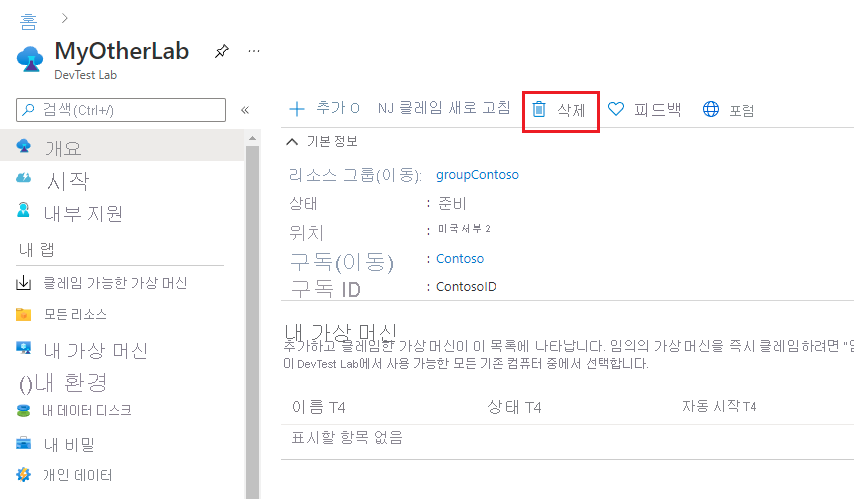 홈 >
MyOtherLab ...
DevTest Lab
검색(Ctrl+/) «
개요
시작
내부 지원
내 랩
클레임 가능한 가상 머신
모든 리소스
내 가상 머신
()내 환경
내 데이터 디스크
내 비밀
개인 데이터
추가 O NJ 클레임 새로 고침 삭제 피드백 포럼
기본 정보
리소스 그룹(이동): groupContoso
상태 : 준비
위치 : 미국 서부 2
구독(이동) : Contoso
구독 ID : ContosoID
내 가상 머신
추가하고 클레임한 가상 머신이 이 목록에 나타납니다. 임의의 가상 머신을 즉시 클레임하려면 "임
이 DevTest Lab에서 사용 가능한 모든 기존 컴퓨터 중에서 선택합니다.
이름 T4 상태 T4 자동 시작 T4
표시할 항목 없음